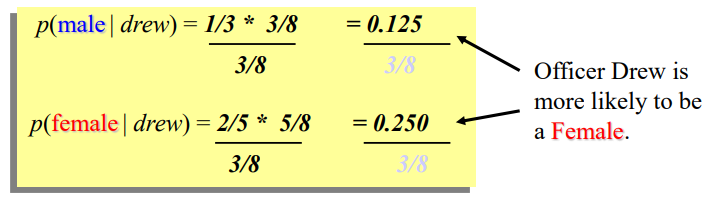 p(male | drew) = 1/3 * 3/8 = 0.125
3/8 3/8
p(female | drew) = 2/5 * 5/8 = 0.250
3/8 3/8
Officer Drew is
more likely to be
a Female.